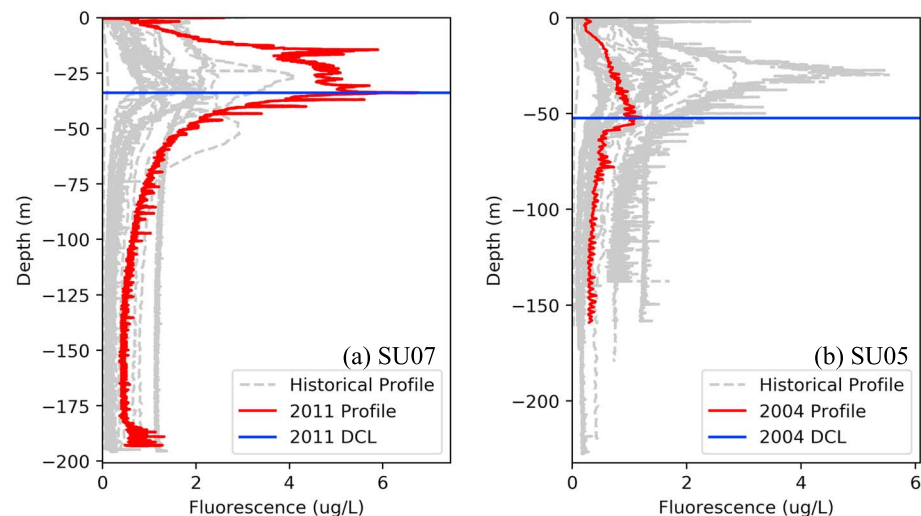 0
−25
−50
−75
−100
−125
−150
−175
−200
Depth (m)
0
2
4
6
Fluorescence (ug/L)
(a) SU07
Historical Profile
2011 Profile
2011 DCL
0
−50
−100
−150
−200
Depth (m)
0
2
4
6
Fluorescence (ug/L)
(b) SU05
Historical Profile
2004 Profile
2004 DCL